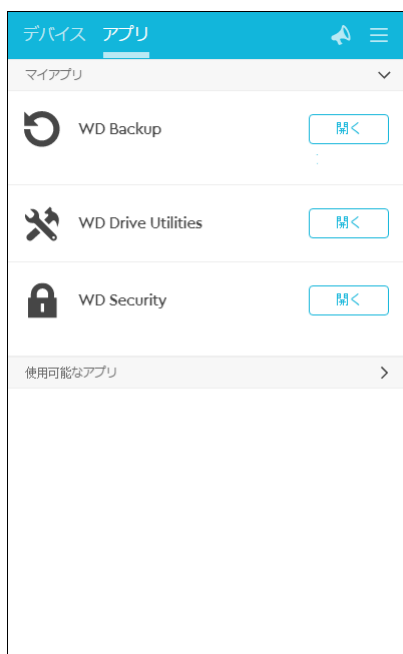 デバイス アプリ
マイアプリ
WD Backup 開く
WD Drive Utilities 開く
WD Security 開く
使用可能なアプリ